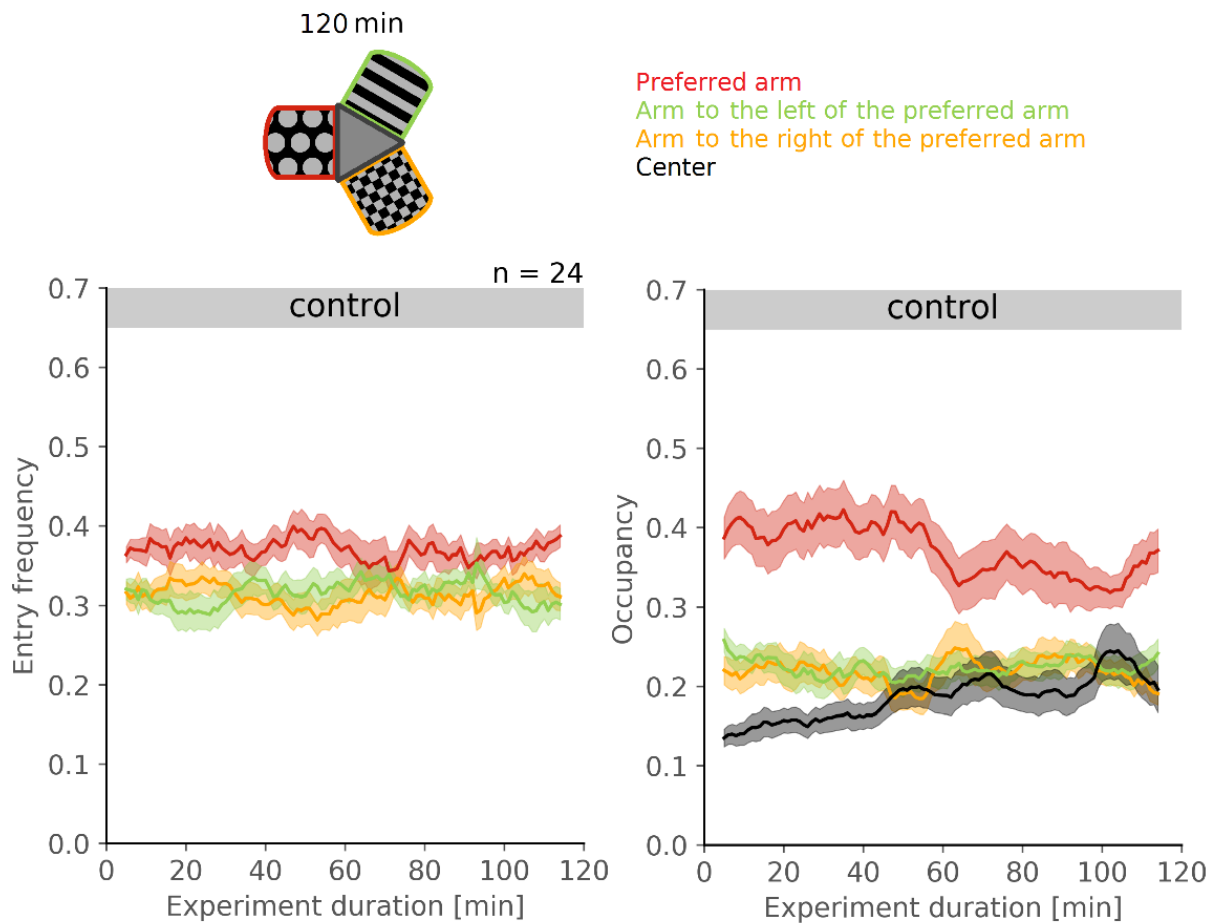 120 min
Preferred arm
Arm to the left of the preferred arm
Arm to the right of the preferred arm
Center
n = 24
control
0.7
0.6
0.5
0.4
0.3
0.2
0.1
0.0
Entry frequency
0
20
40
60
80
100
120
Experiment duration [min]
control
0.7
0.6
0.5
0.4
0.3
0.2
0.1
0.0
Occupancy
0
20
40
60
80
100
120
Experiment duration [min]